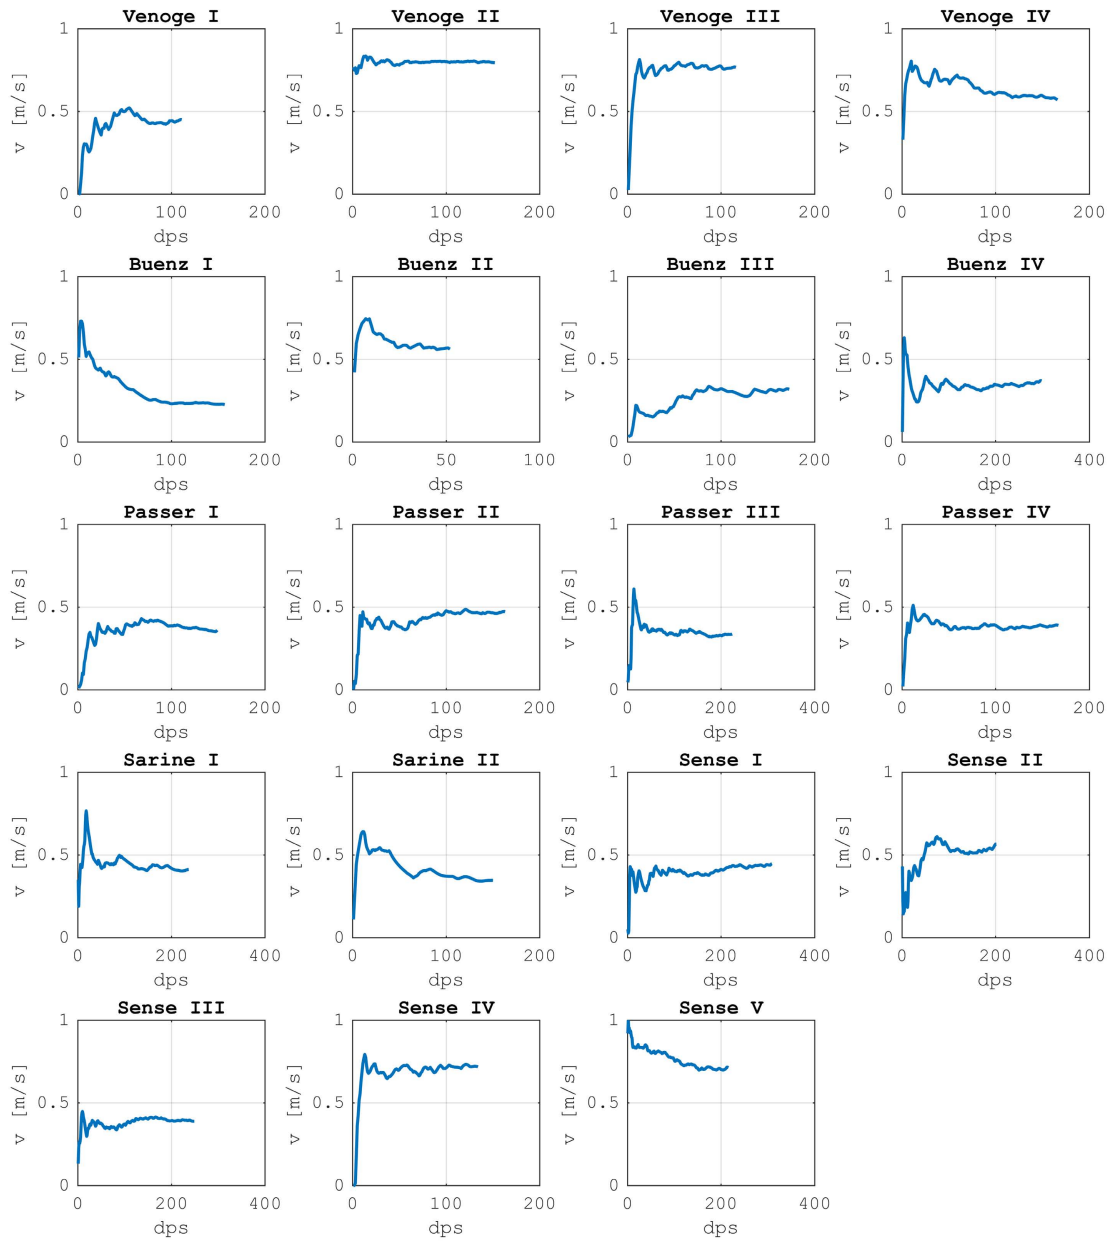 Venoge I Venoge II Venoge III Venoge IV
1 1 1 1
v [m/s] v [m/s] v [m/s] v [m/s]
0.5 0.5 0.5 0.5
0 0 0 0
0 100 200 0 100 200 0 100 200 0 100 200
dps dps dps dps
Buenz I Buenz II Buenz III Buenz IV
1 1 1 1
v [m/s] v [m/s] v [m/s] v [m/s]
0.5 0.5 0.5 0.5
0 0 0 0
0 100 200 0 50 100 0 100 200 0 200 400
dps dps dps dps
Passer I Passer II Passer III Passer IV
1 1 1 1
v [m/s] v [m/s] v [m/s] v [m/s]
0.5 0.5 0.5 0.5
0 0 0 0
0 100 200 0 100 200 0 200 400 0 100 200
dps dps dps dps
Sarine I Sarine II Sense I Sense II
1 1 1 1
v [m/s] v [m/s] v [m/s] v [m/s]
0.5 0.5 0.5 0.5
0 0 0 0
0 200 400 0 100 200 0 200 400 0 200 400
dps dps dps dps
Sense III Sense IV Sense V
1 1 1
v [m/s] v [m/s] v [m/s]
0.5 0.5 0.5
0 0 0
0 200 400 0 100 200 0 200 400
dps dps dps